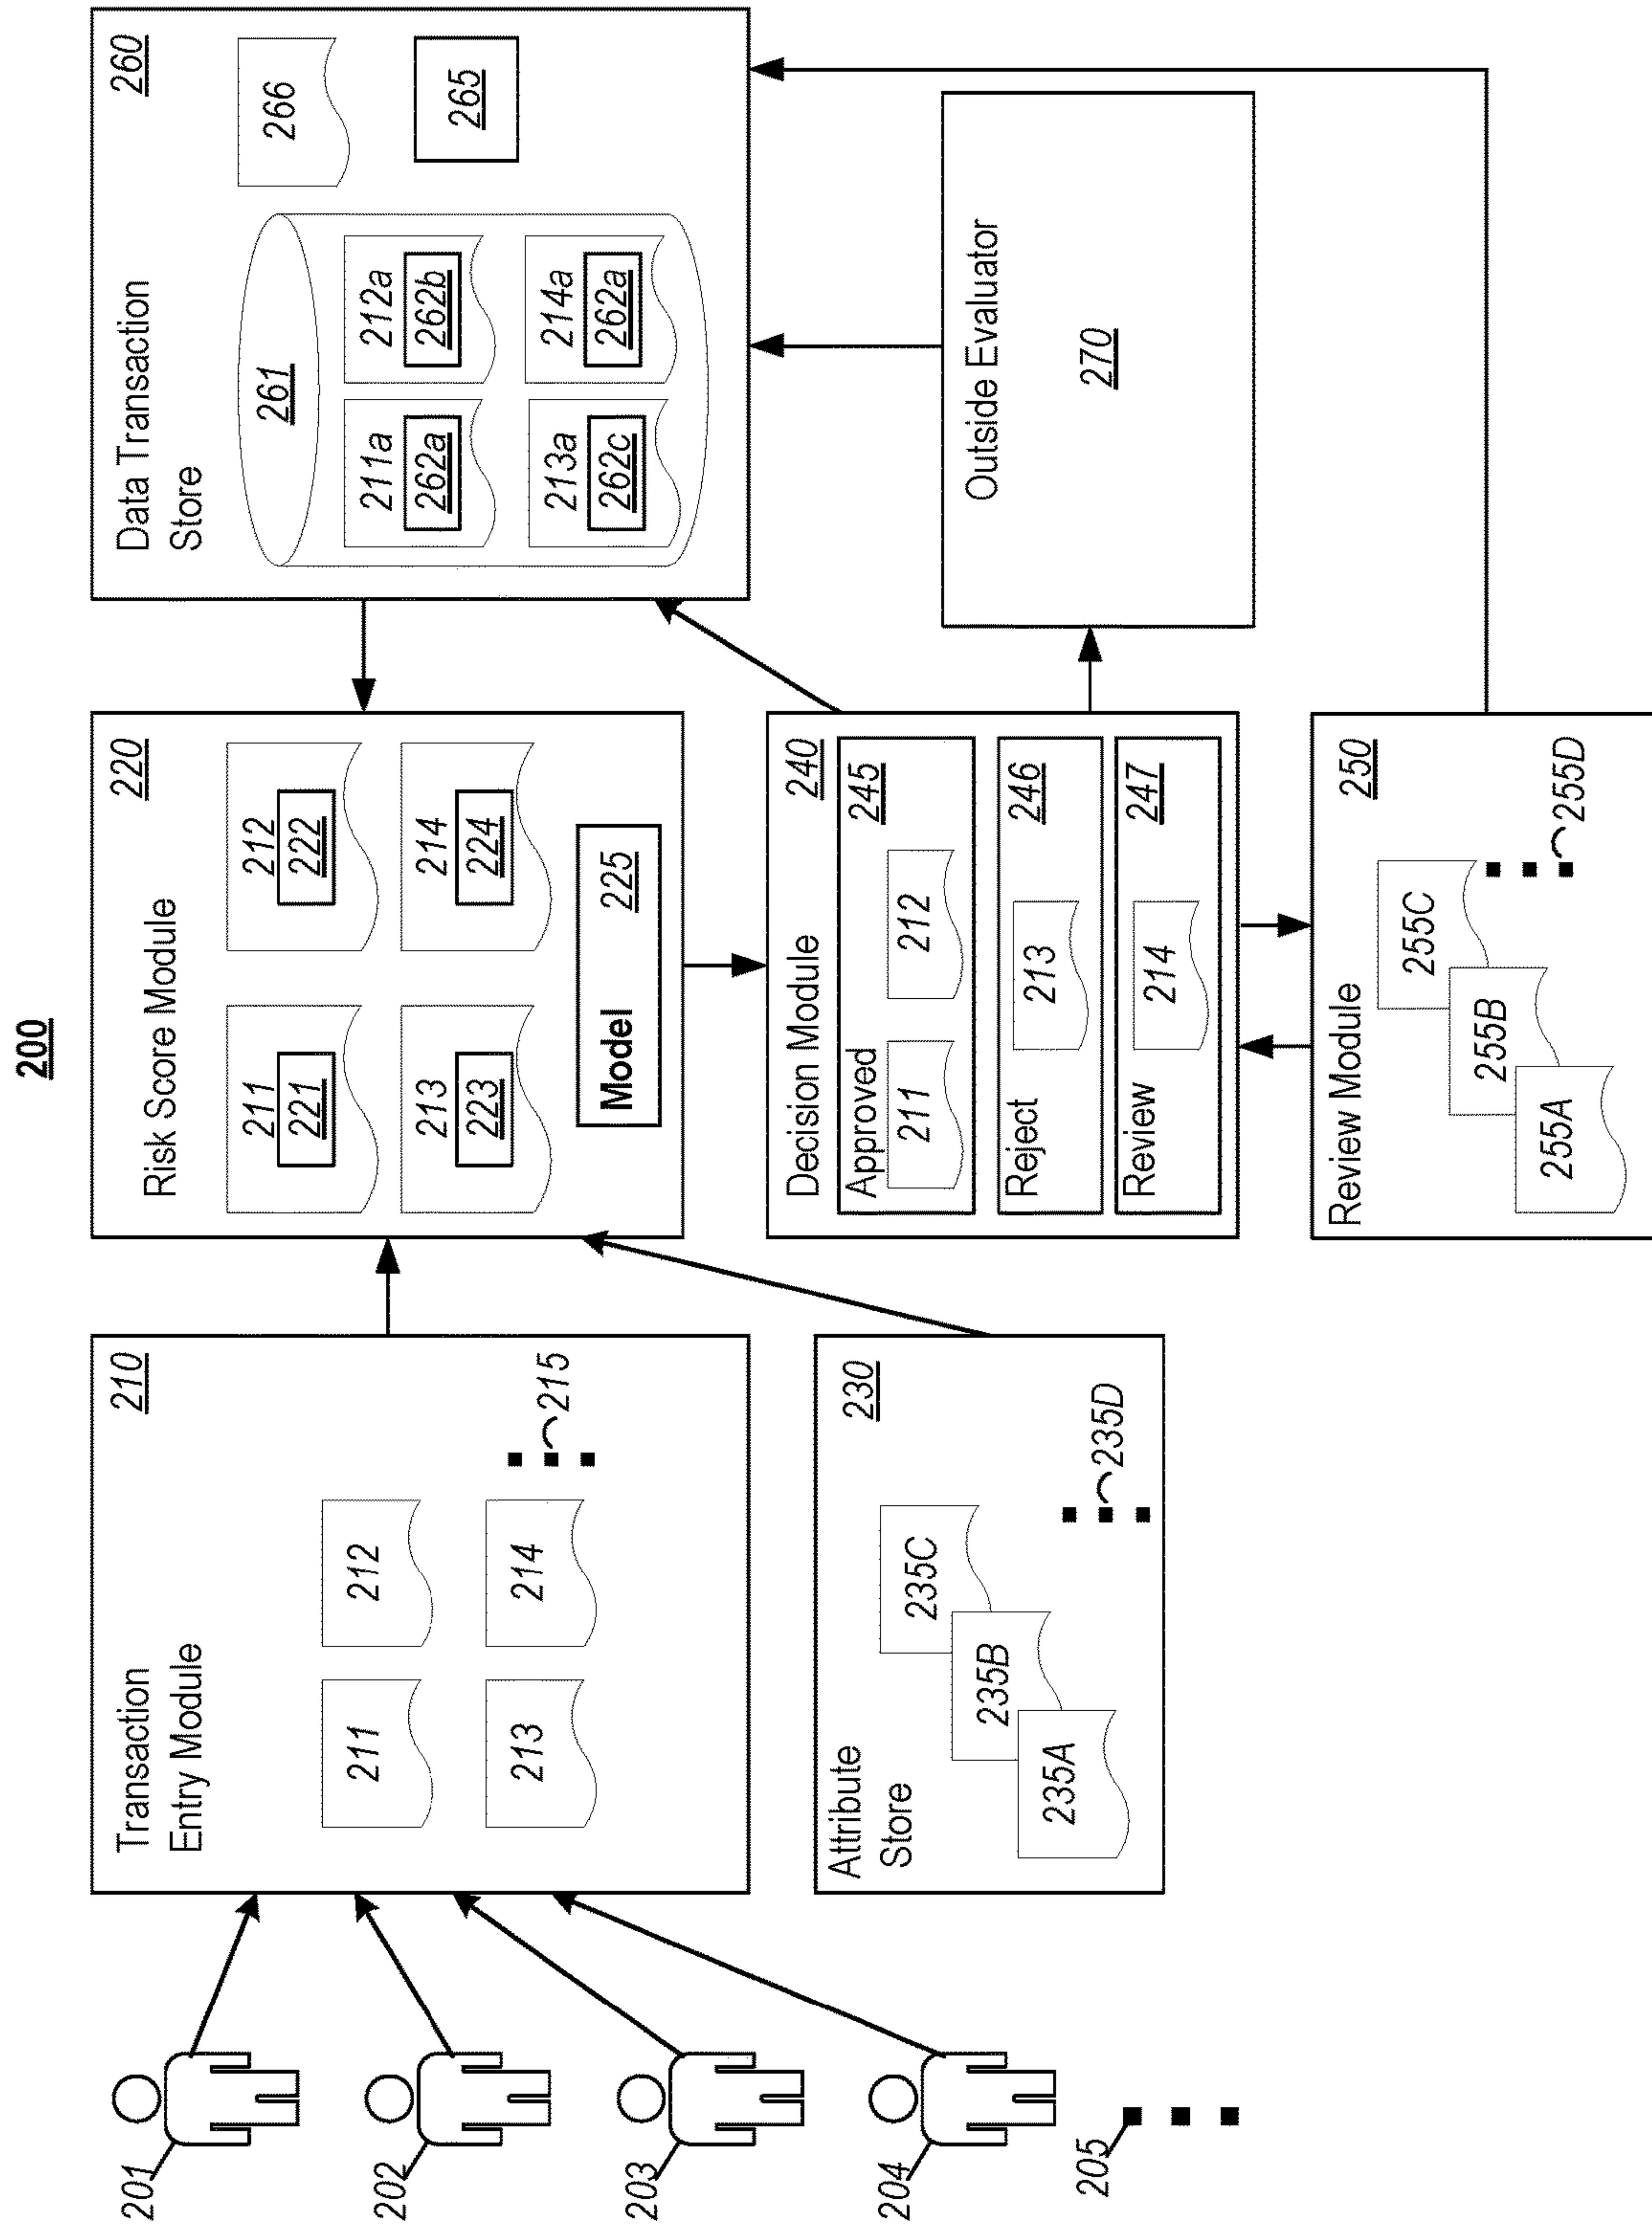 200
201
202
203
204
205
Transaction
Entry Module
210
211
212
213
214
215
Attribute
Store
230
235A
235B
235C
235D
Risk Score Module
220
211
221
212
222
213
223
214
224
Model
225
Decision Module
240
Approved
245
211
212
Reject
246
213
Review
247
214
Review Module
250
255A
255B
255C
255D
Data Transaction
Store
260
261
211a
262a
212a
262b
213a
262c
214a
262a
266
265
Outside Evaluator
270